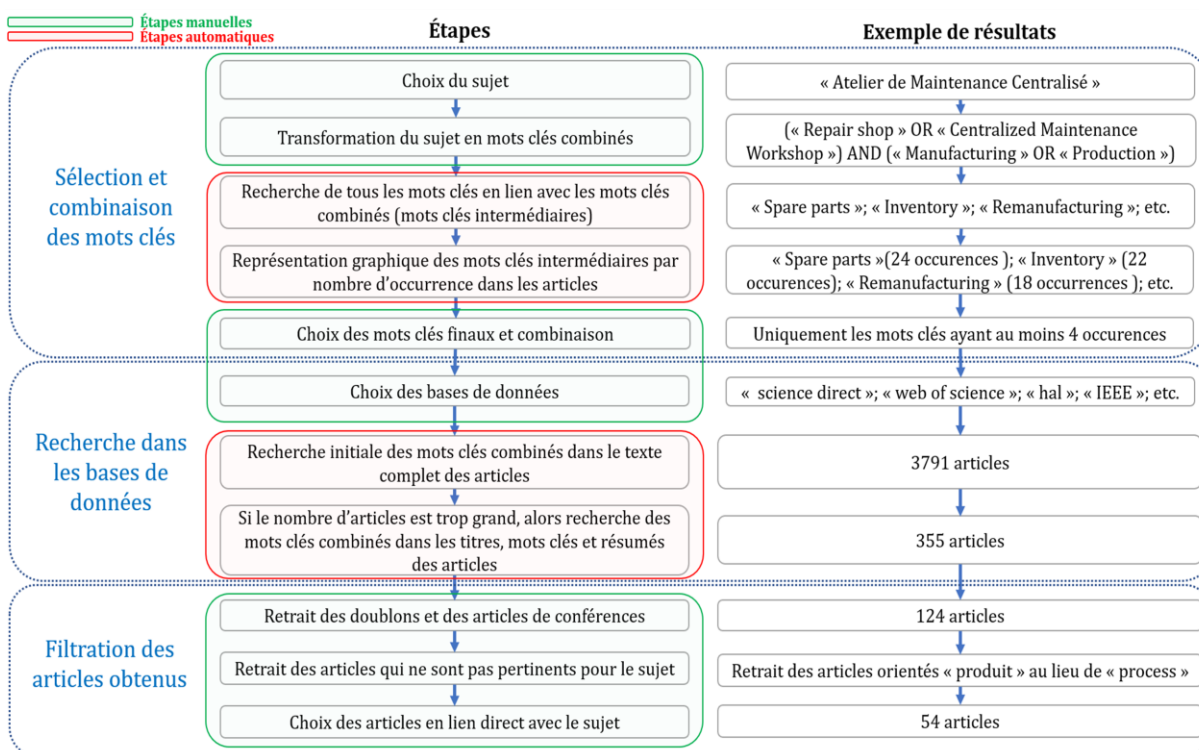 Étapes manuelles
Étapes automatiques
Étapes
Exemple de résultats
Sélection et
combinaison
des mots clés
Choix du sujet
« Atelier de Maintenance Centralisé »
Transformation du sujet en mots clés combinés
(« Repair shop » OR « Centralized Maintenance
Workshop ») AND (« Manufacturing » OR « Production »)
Recherche de tous les mots clés en lien avec les mots clés
combinés (mots clés intermédiaires)
« Spare parts »; « Inventory »; « Remanufacturing »; etc.
Représentation graphique des mots clés intermédiaires par
nombre d’occurrence dans les articles
« Spare parts »(24 occurences ); « Inventory » (22
occurences); « Remanufacturing » (18 occurrences ); etc.
Choix des mots clés finaux et combinaison
Uniquement les mots clés ayant au moins 4 occurences
Recherche dans
les bases de
données
Choix des bases de données
« science direct »; « web of science »; « hal »; « IEEE »; etc.
Recherche initiale des mots clés combinés dans le texte
complet des articles
3791 articles
Si le nombre d’articles est trop grand, alors recherche des
mots clés combinés dans les titres, mots clés et résumés
des articles
355 articles
Filtration des
articles obtenus
Retrait des doublons et des articles de conférences
124 articles
Retrait des articles qui ne sont pas pertinents pour le sujet
Retrait des articles orientés « produit » au lieu de « process »
Choix des articles en lien direct avec le sujet
54 articles